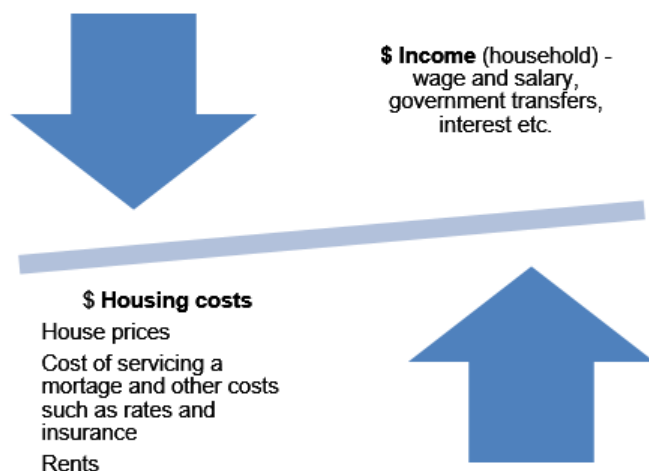 $ Income (household) -
wage and salary,
government transfers,
interest etc.
$ Housing costs
House prices
Cost of servicing a
mortage and other costs
such as rates and
insurance
Rents